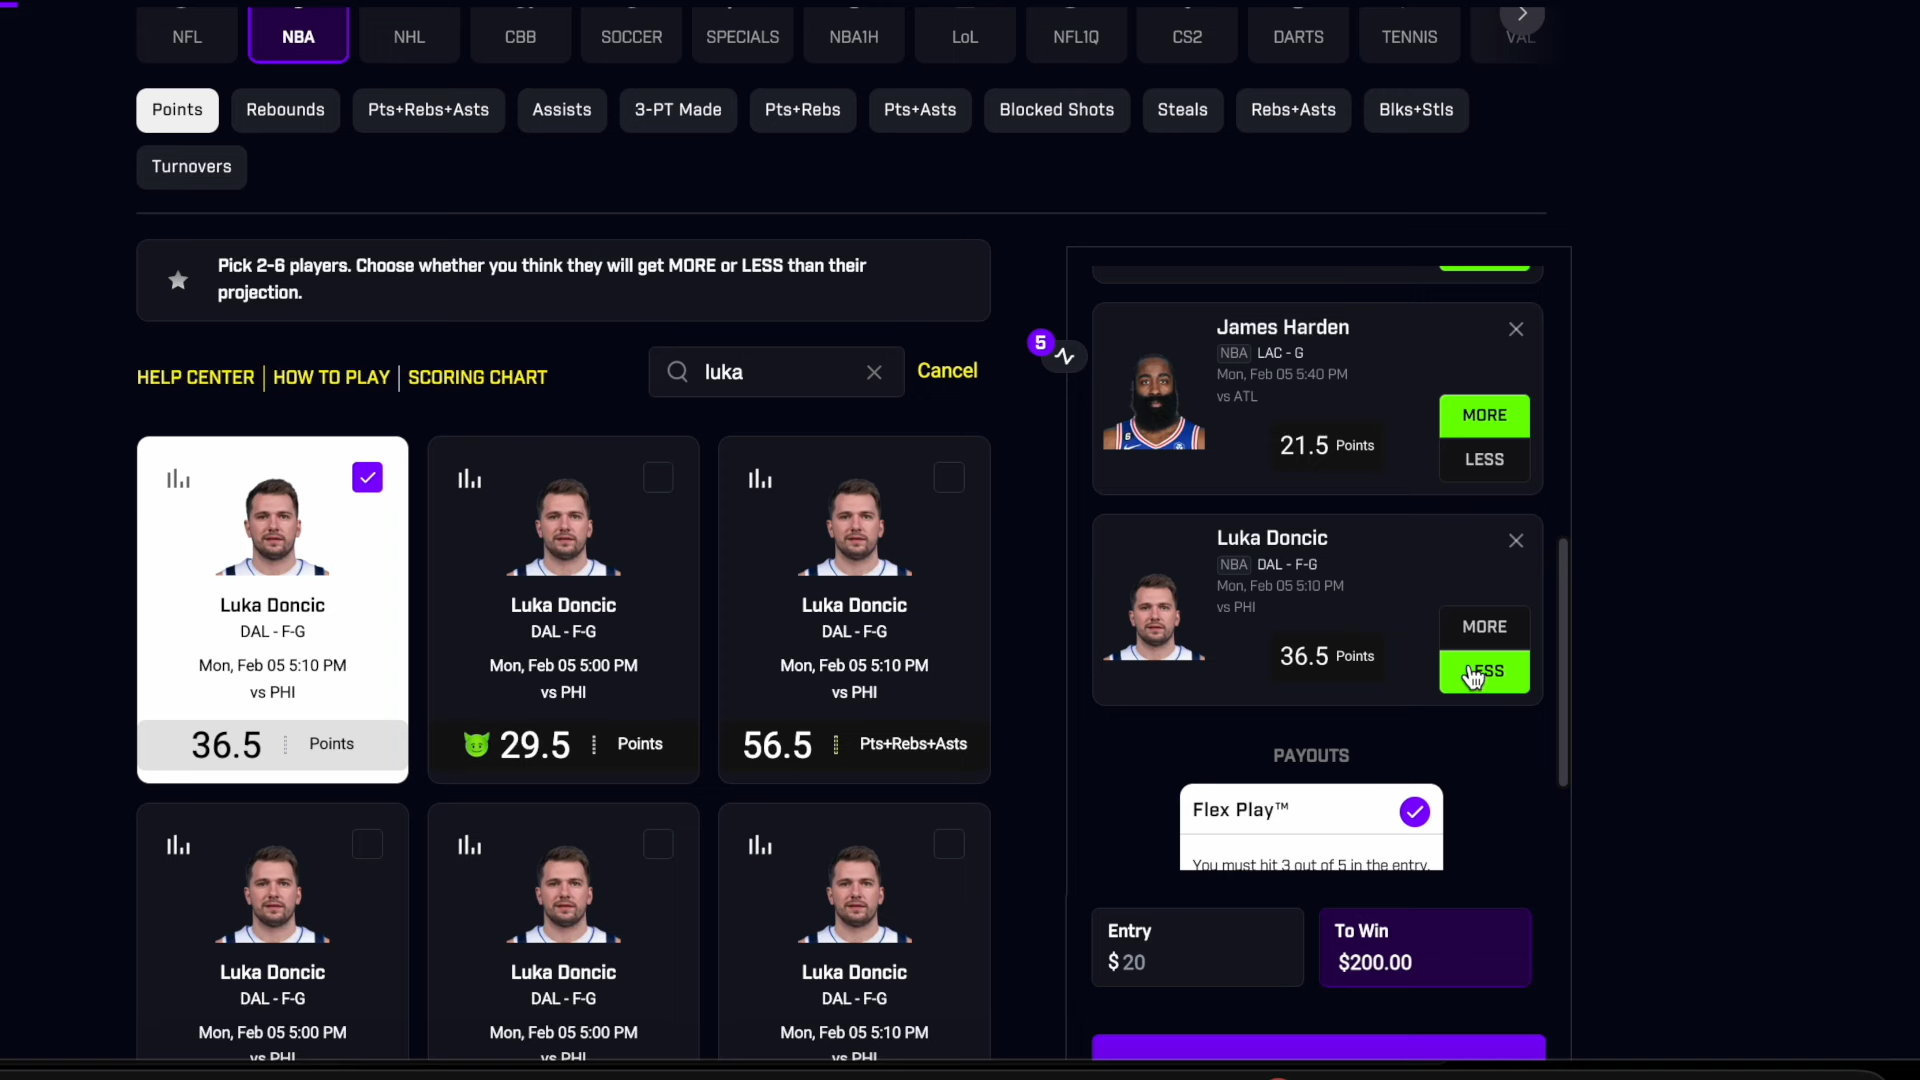 NFL
NBA
NHL
CBB
SOCCER
SPECIALS
NBA1H
LoL
NFL1Q
CS2
DARTS
TENNIS
VAL
Points
Rebounds
Pts+Rebs+Asts
Assists
3-PT Made
Pts+Rebs
Pts+Asts
Blocked Shots
Steals
Rebs+Asts
Blks+Stls
Turnovers
Pick 2-6 players. Choose whether you think they will get MORE or LESS than their
projection.
HELP CENTER | HOW TO PLAY | SCORING CHART
luka
Cancel
Luka Doncic
DAL - F-G
Mon, Feb 05 5:10 PM
vs PHI
36.5 Points
Luka Doncic
DAL - F-G
Mon, Feb 05 5:00 PM
vs PHI
29.5 Points
Luka Doncic
DAL - F-G
Mon, Feb 05 5:10 PM
vs PHI
56.5 Pts+Rebs+Asts
Luka Doncic
DAL - F-G
Mon, Feb 05 5:00 PM
vs PHI
Luka Doncic
DAL - F-G
Mon, Feb 05 5:00 PM
vs PHI
Luka Doncic
DAL - F-G
Mon, Feb 05 5:10 PM
vs PHI
5
James Harden
NBA LAC - G
Mon, Feb 05 5:40 PM
vs ATL
21.5 Points
MORE
LESS
Luka Doncic
NBA DAL - F-G
Mon, Feb 05 5:10 PM
vs PHI
36.5 Points
MORE
LESS
PAYOUTS
Flex Play™
You must hit 3 out of 5 in the entry.
Entry
$ 20
To Win
$200.00